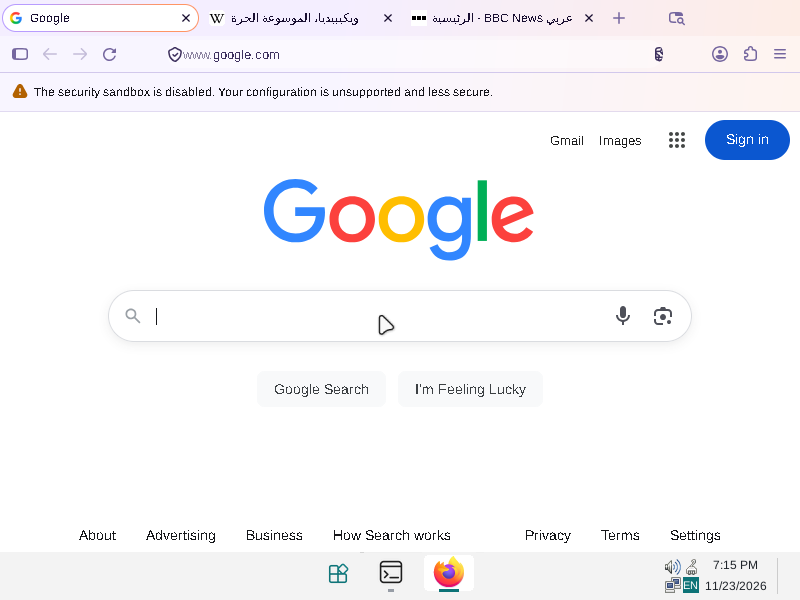 Google
ويكيبيديا، الموسوعة الحرة
الرئيسية - BBC News عربي
www.google.com
The security sandbox is disabled. Your configuration is unsupported and less secure.
Gmail
Images
Sign in
Google
Google Search
I'm Feeling Lucky
About
Advertising
Business
How Search works
Privacy
Terms
Settings
7:15 PM
EN
11/23/2026